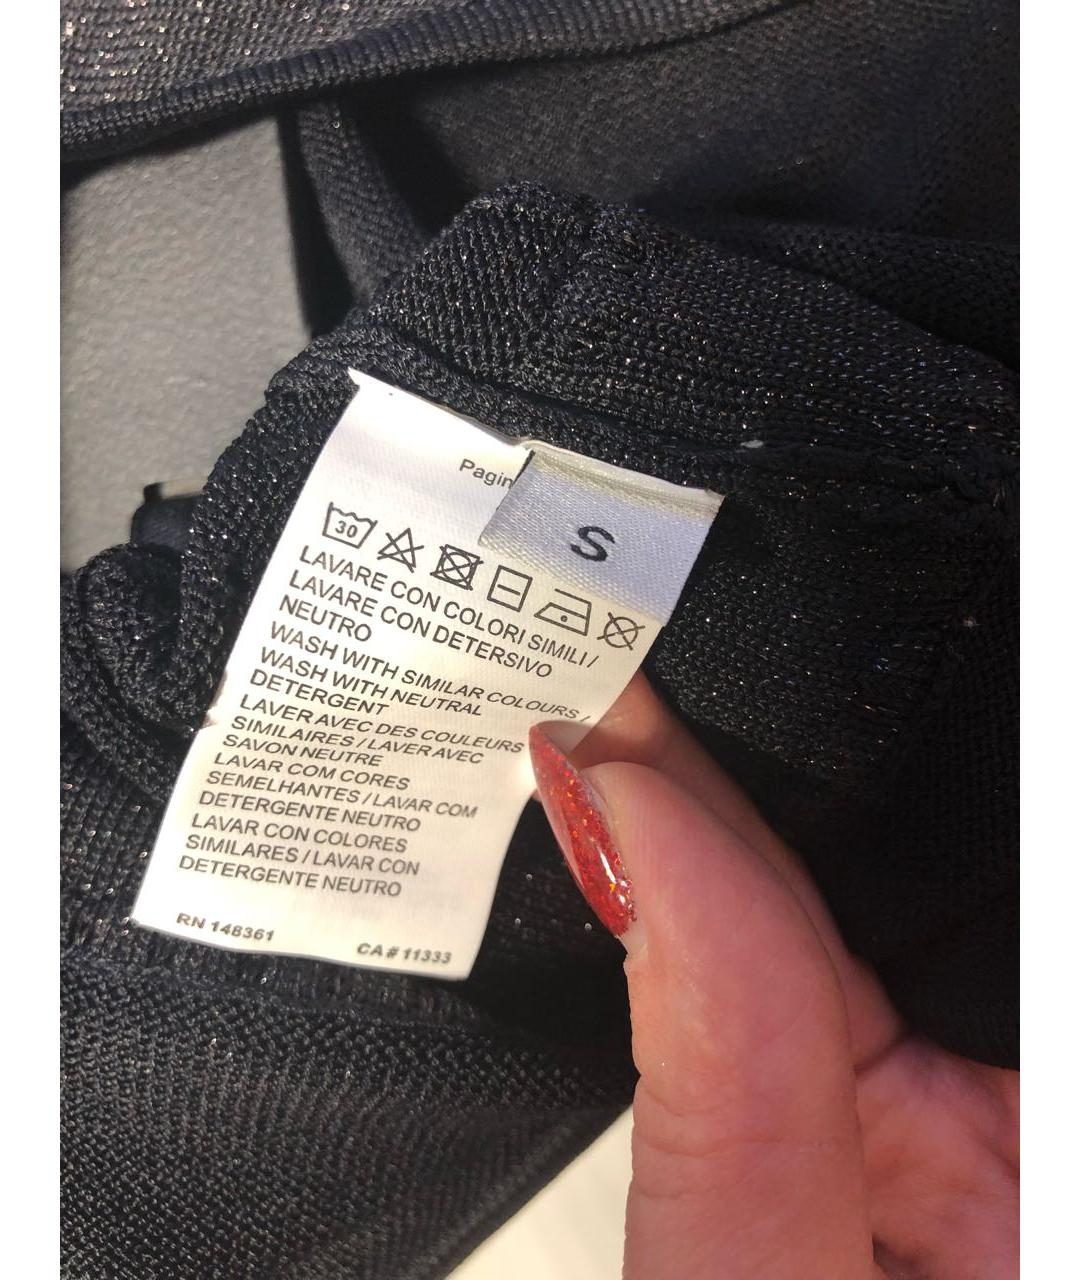 S
30
LAVARE CON COLORI SIMILI /
LAVARE CON DETERSIVO
NEUTRO
WASH WITH SIMILAR COLOURS /
WASH WITH NEUTRAL
DETERGENT
LAVER AVEC DES COULEURS
SIMILAIRES / LAVER AVEC
SAVON NEUTRE
LAVAR COM CORES
SEMELHANTES / LAVAR COM
DETERGENTE NEUTRO
LAVAR CON COLORES
SIMILARES / LAVAR CON
DETERGENTE NEUTRO
RN 148361
CA # 11333